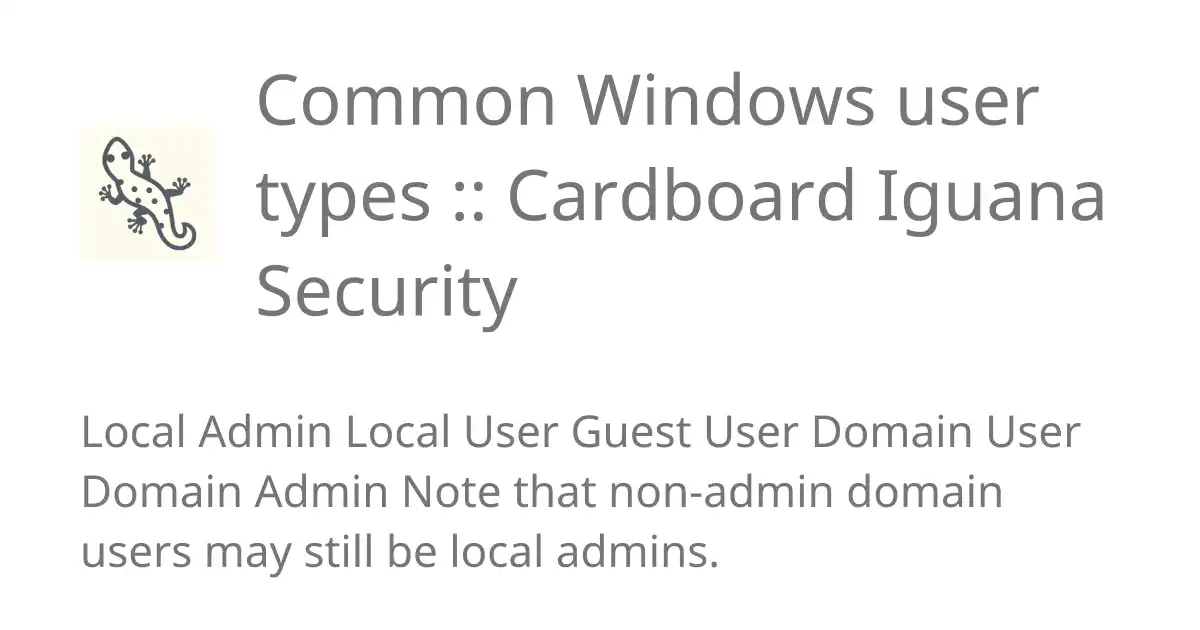 Common Windows user
types :: Cardboard Iguana
Security
Local Admin Local User Guest User Domain User
Domain Admin Note that non-admin domain
users may still be local admins.